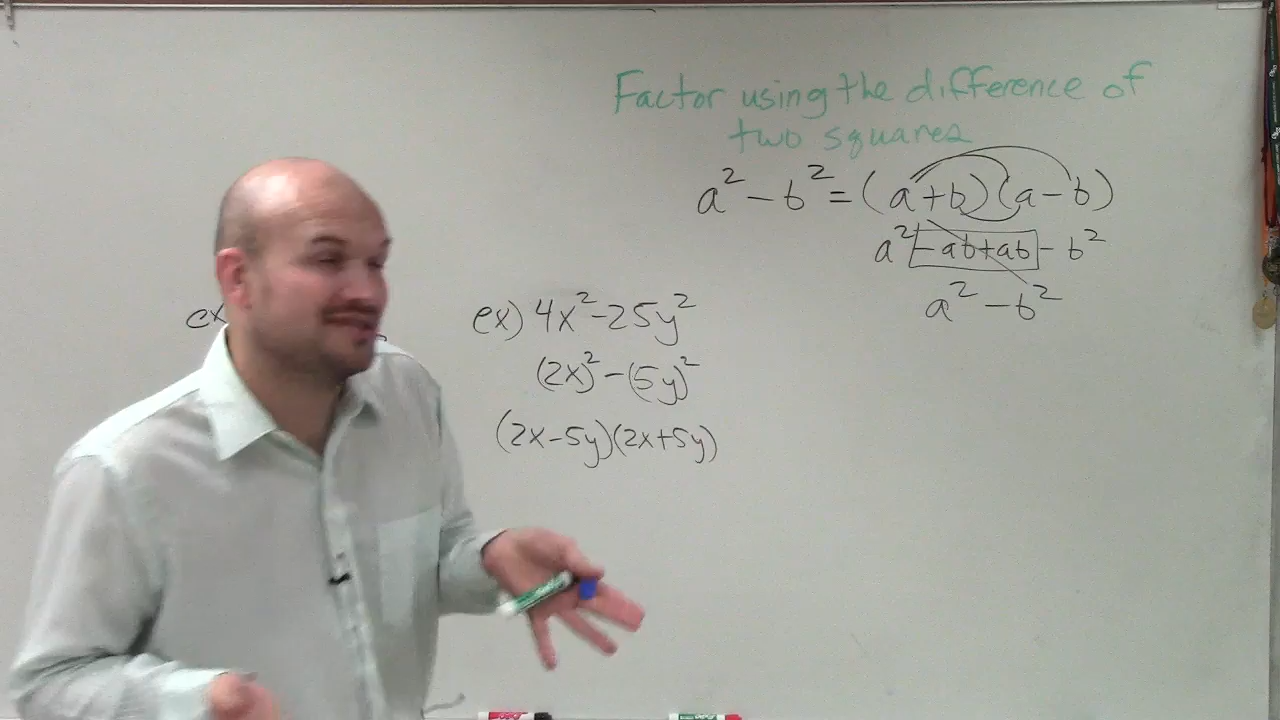 Factor using the difference of
two squares
a² - b² = (a+b)(a-b)
a² - ab + ab - b²
a² - b²
ex
ex) 4x² - 25y²
(2x)² - (5y)²
(2x-5y)(2x+5y)